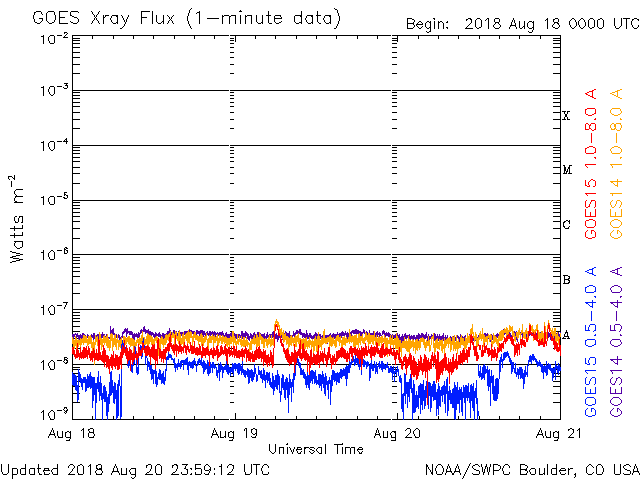 GOES Xray Flux (1-minute data)
Begin: 2018 Aug 18 0000 UTC
10-2
10-3
10-4
10-5
10-6
10-7
10-8
10-9
Watts m-2
X
M
C
B
A
GOES15 1.0-8.0 A
GOES14 1.0-8.0 A
GOES15 0.5-4.0 A
GOES14 0.5-4.0 A
Aug 18
Aug 19
Aug 20
Aug 21
Universal Time
Updated 2018 Aug 20 23:59:12 UTC
NOAA/SWPC Boulder, CO USA